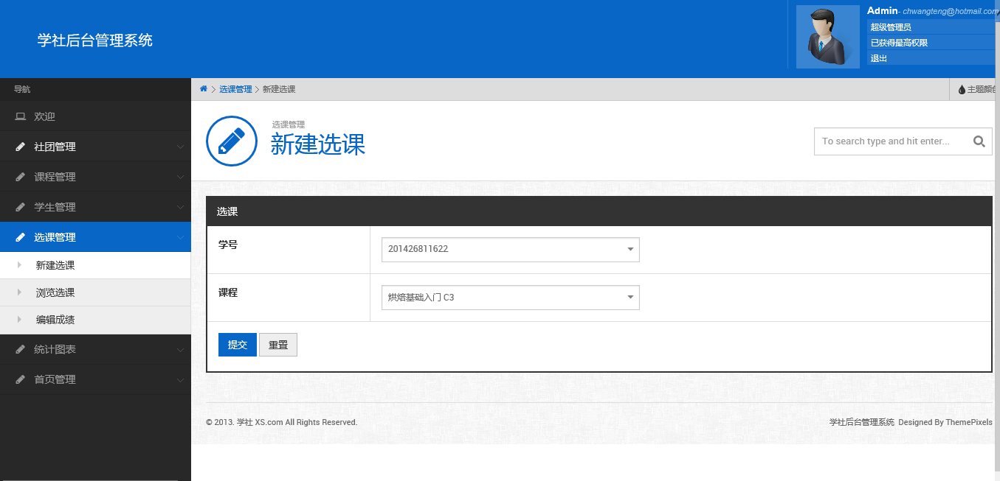 学社后台管理系统
Admin - chwangteng@hotmail.com
超级管理员
已获得最高权限
退出
导航
欢迎
社团管理
课程管理
学生管理
选课管理
新建选课
浏览选课
编辑成绩
统计图表
首页管理
选课管理 新建选课
主题颜色
选课管理
新建选课
To search type and hit enter...
选课
学号
201426811622
课程
烘焙基础入门 C3
提交 重置
© 2013. 学社 XS.com All Rights Reserved.
学社后台管理系统 Designed By ThemePixels